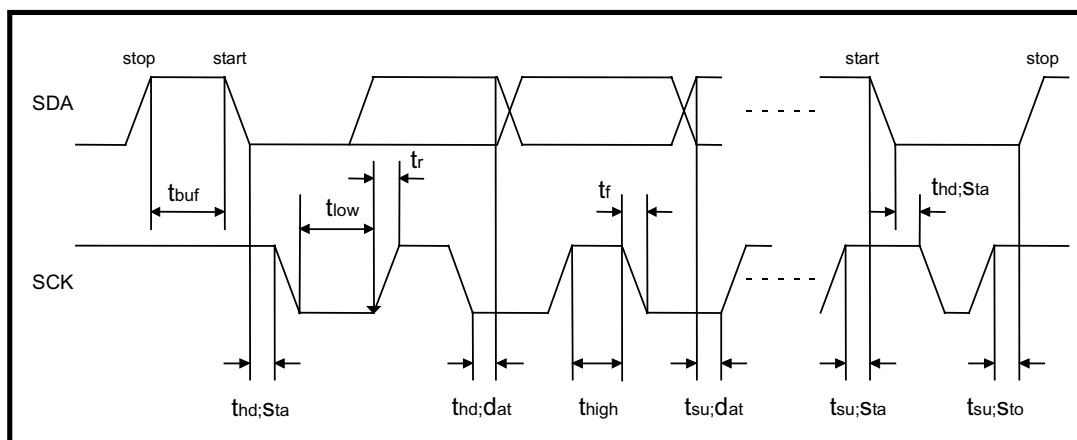 stop start start stop
SDA
tr
tf
thd;sta
tbuf
tlow
SCK
thd;sta thd;dat thigh tsu;dat tsu;sta tsu;sto